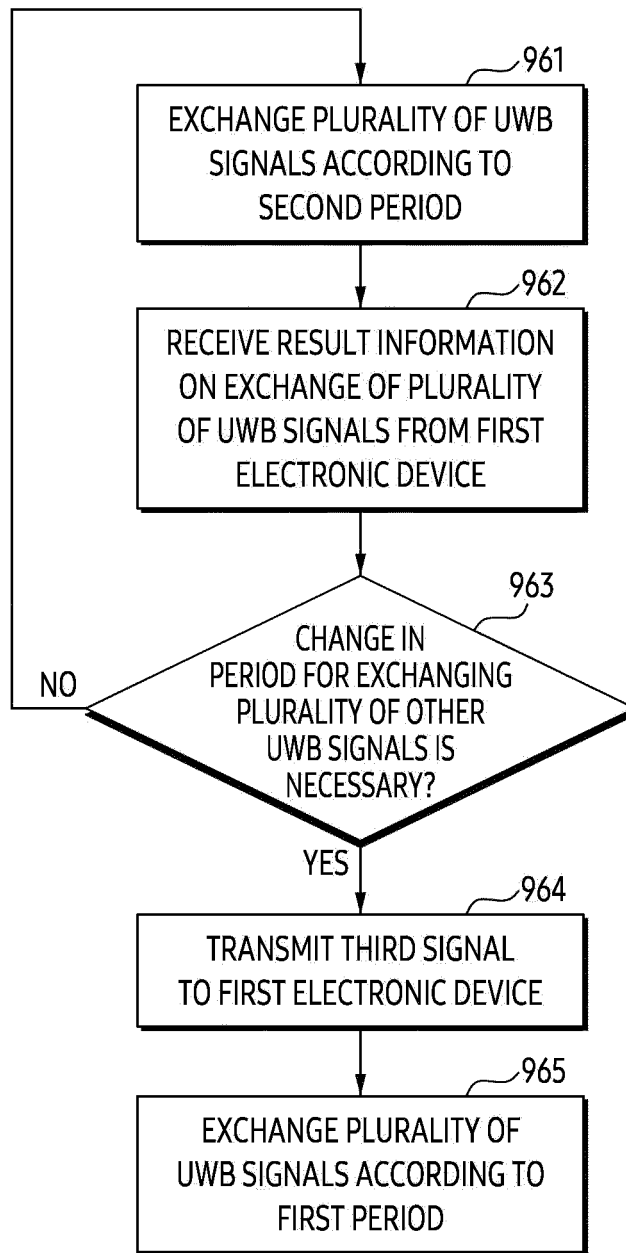 961
EXCHANGE PLURALITY OF UWB
SIGNALS ACCORDING TO
SECOND PERIOD
962
RECEIVE RESULT INFORMATION
ON EXCHANGE OF PLURALITY
OF UWB SIGNALS FROM FIRST
ELECTRONIC DEVICE
963
CHANGE IN
PERIOD FOR EXCHANGING
PLURALITY OF OTHER
UWB SIGNALS IS
NECESSARY?
NO
YES
964
TRANSMIT THIRD SIGNAL
TO FIRST ELECTRONIC DEVICE
965
EXCHANGE PLURALITY OF
UWB SIGNALS ACCORDING TO
FIRST PERIOD